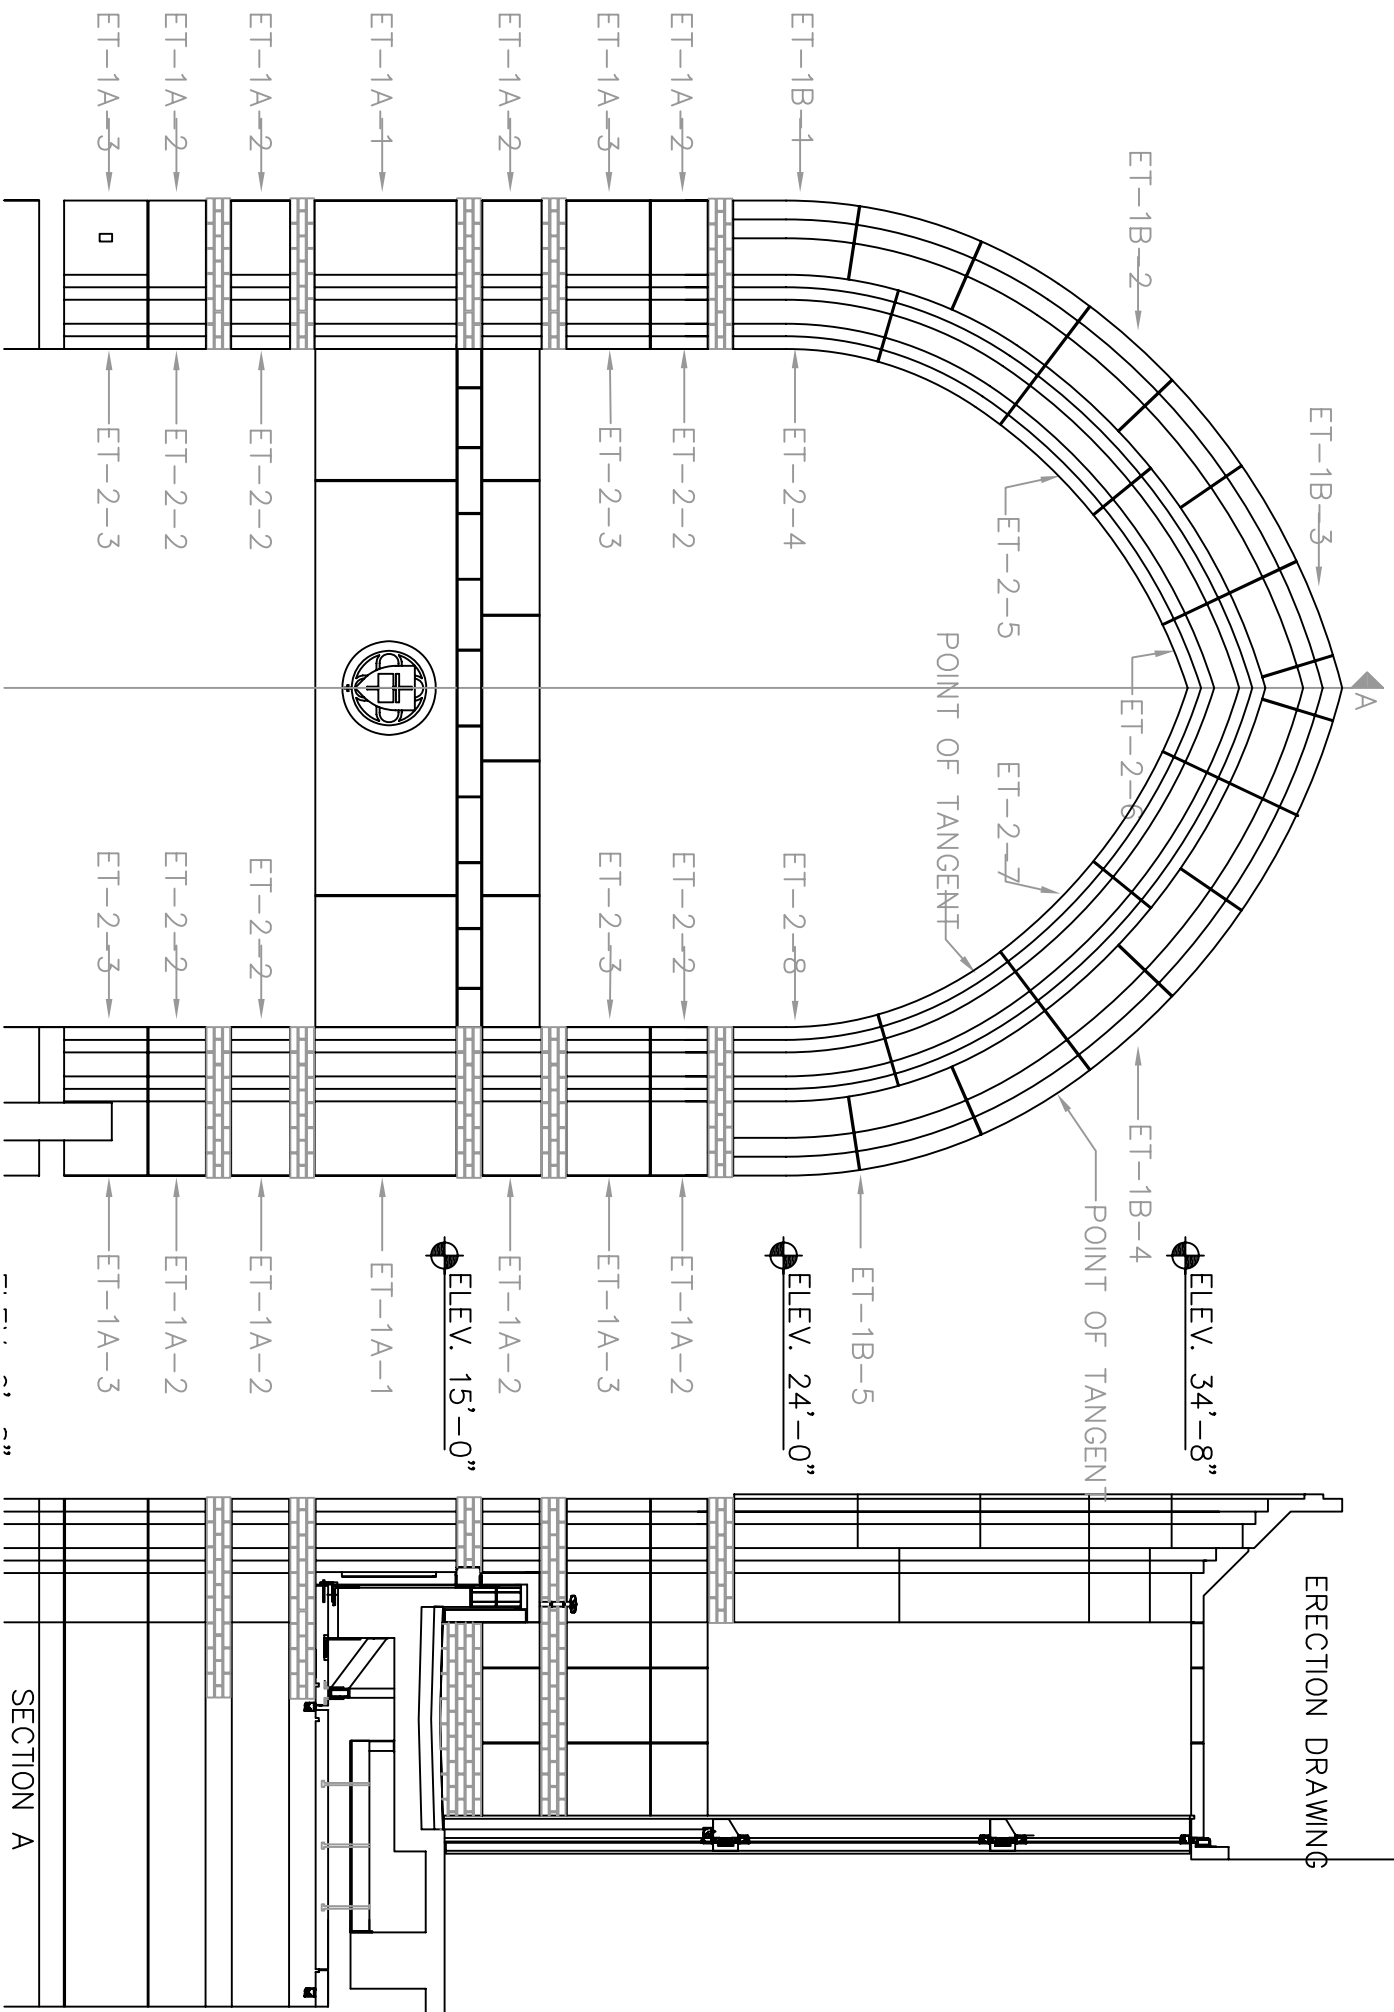 ET-1A-3
ET-1A-2
ET-1A-2
ET-1A-1
ET-1A-2
ET-1A-3
ET-1A-2
ET-1B-1
ET-1B-2
ET-1B-3
ET-2-3
ET-2-2
ET-2-2
ET-2-3
ET-2-2
ET-2-4
ET-2-5
ET-2-6
A
POINT OF TANGENT
ET-2-7
ET-2-3
ET-2-2
ET-2-2
ET-2-3
ET-2-2
ET-2-8
ET-1B-4
POINT OF TANGENT
ET-1A-3
ET-1A-2
ET-1A-2
ET-1A-1
ET-1A-2
ET-1A-3
ET-1A-2
ET-1B-5
ELEV. 15'-0"
ELEV. 24'-0"
ELEV. 34'-8"
ERECTION DRAWING
SECTION A